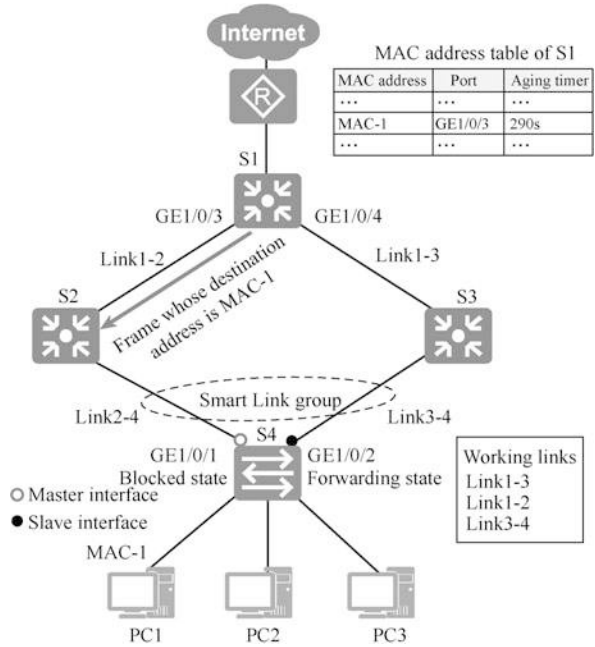 Internet
R
MAC address table of S1
MAC address Port Aging timer
... ... ...
MAC-1 GE1/0/3 290s
... ... ...
S1
GE1/0/3 GE1/0/4
Link1-2 Link1-3
Frame whose destination
address is MAC-1
S2 S3
Smart Link group
Link2-4 Link3-4
S4
GE1/0/1 GE1/0/2
Blocked state Forwarding state
Master interface
Slave interface
Working links
Link1-3
Link1-2
Link3-4
MAC-1
PC1 PC2 PC3